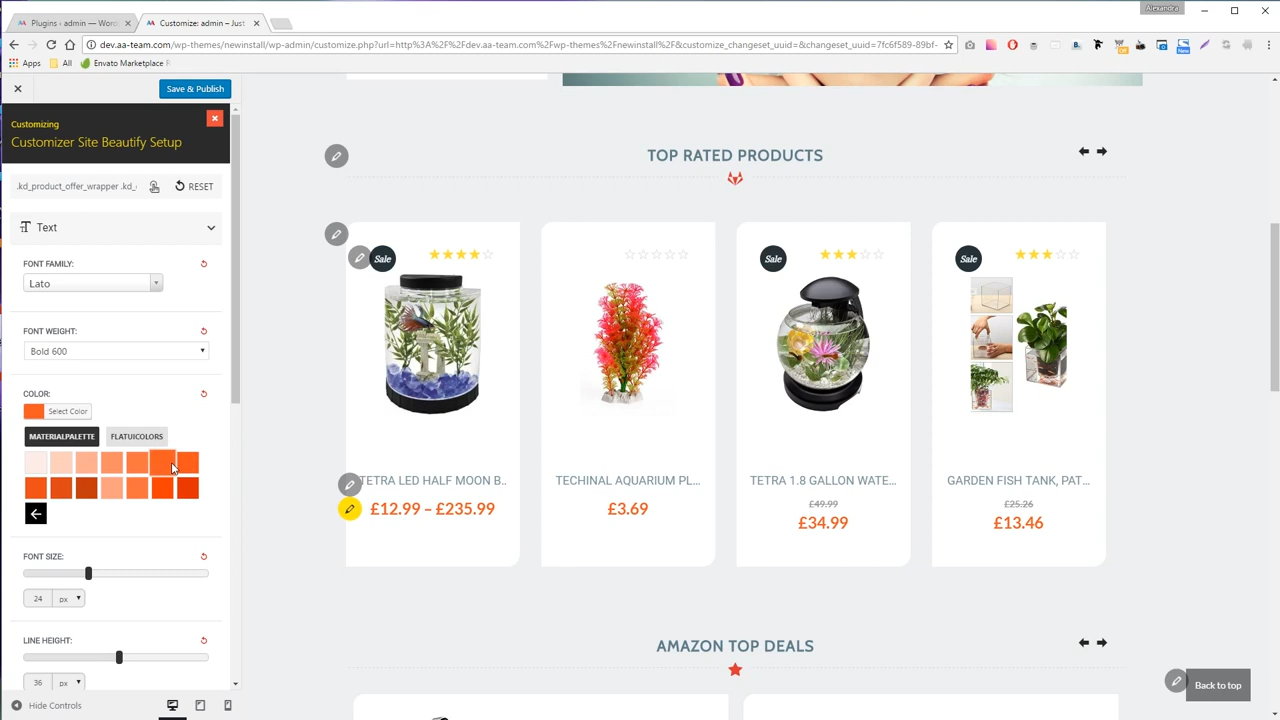 Alexandra
Plugins ‹ admin — Word
Customize: admin – Just
dev.aa-team.com/wp-themes/newinstall/wp-admin/customize.php?url=http%3A%2F%2Fdev.aa-team.com%2Fwp-themes%2Fnewinstall%2F&customize_changeset_uuid=&changeset_uuid=7fc6f589-89bf-
Apps
All
Envato Marketplace
Save & Publish
Customizing
Customizer Site Beautify Setup
.kd_product_offer_wrapper .kd_
RESET
Text
FONT FAMILY:
Lato
FONT WEIGHT:
Bold 600
COLOR:
Select Color
MATERIALPALETTE
FLATUICOLORS
FONT SIZE:
24
px
LINE HEIGHT:
36
px
Hide Controls
TOP RATED PRODUCTS
Sale
TETRA LED HALF MOON B..
£12.99 – £235.99
TECHINAL AQUARIUM PL...
£3.69
Sale
TETRA 1.8 GALLON WATE...
£49.99
£34.99
Sale
GARDEN FISH TANK, PAT...
£25.26
£13.46
AMAZON TOP DEALS
Back to top